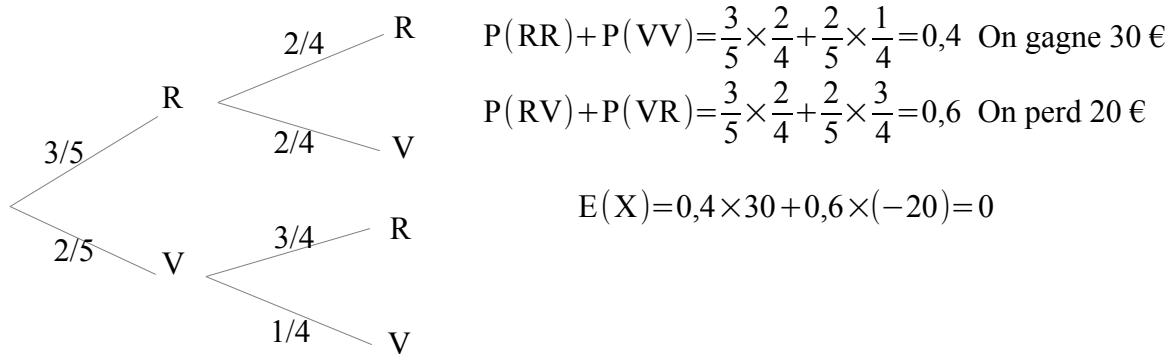 2/4
R
P(RR)+P(VV)=3/5×2/4+2/5×1/4=0,4 On gagne 30 €
R
3/5
2/4
V
P(RV)+P(VR)=3/5×2/4+2/5×3/4=0,6 On perd 20 €
E(X)=0,4×30+0,6×(−20)=0
2/5
V
3/4
R
1/4
V